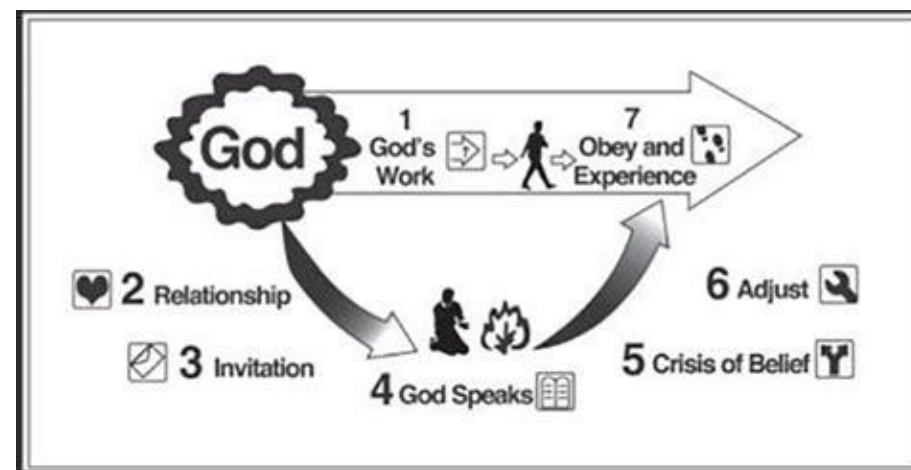 God
1
God's
Work
7
Obey and
Experience
2 Relationship
3 Invitation
4 God Speaks
5 Crisis of Belief
6 Adjust